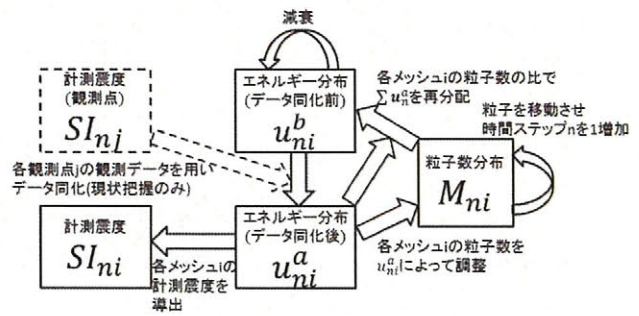 減衰
計測震度
(観測点)
SI_nj
エネルギー分布
(データ同化前)
u^b_ni
各メッシュiの粒子数の比で
∑u^a_niを再分配
粒子を移動させ
時間ステップnを1増加
粒子数分布
M_ni
各観測点jの観測データを用い
データ同化(現状把握のみ)
計測震度
SI_ni
エネルギー分布
(データ同化後)
u^a_ni
各メッシュiの
計測震度を
導出
各メッシュiの粒子数を
u^a_niによって調整